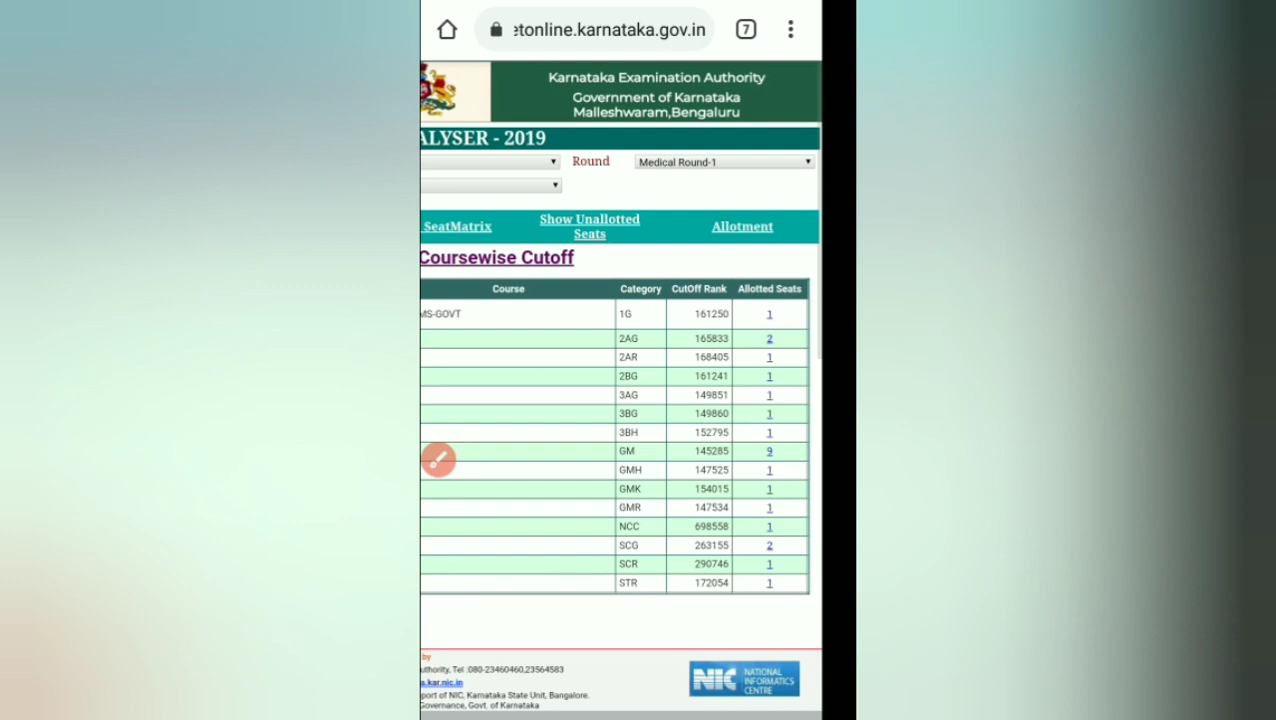 etonline.karnataka.gov.in
7
Karnataka Examination Authority
Government of Karnataka
Malleshwaram,Bengaluru
ALYSER - 2019
Round Medical Round-1
SeatMatrix Show Unallotted Seats Allotment
Coursewise Cutoff
Course Category CutOff Rank Allotted Seats
MS-GOVT 1G 161250 1
2AG 165833 2
2AR 168405 1
2BG 161241 1
3AG 149851 1
3BG 149860 1
3BH 152795 1
GM 145285 9
GMH 147525 1
GMK 154015 1
GMR 147534 1
NCC 698558 1
SCG 263155 2
SCR 290746 1
STR 172054 1
by
uthority, Tel :080-23460460,23564583
a.kar.nic.in
port of NIC, Karnataka State Unit, Bangalore.
Governance, Govt. of Karnataka
NIC NATIONAL
INFORMATICS
CENTRE